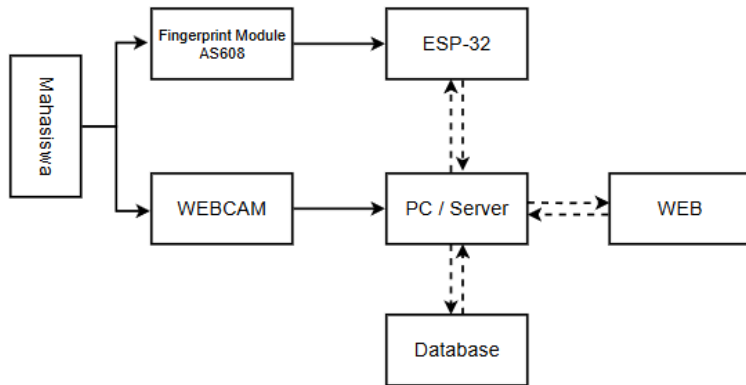 Fingerprint Module
AS608
ESP-32
Mahasiswa
WEBCAM
PC / Server
WEB
Database